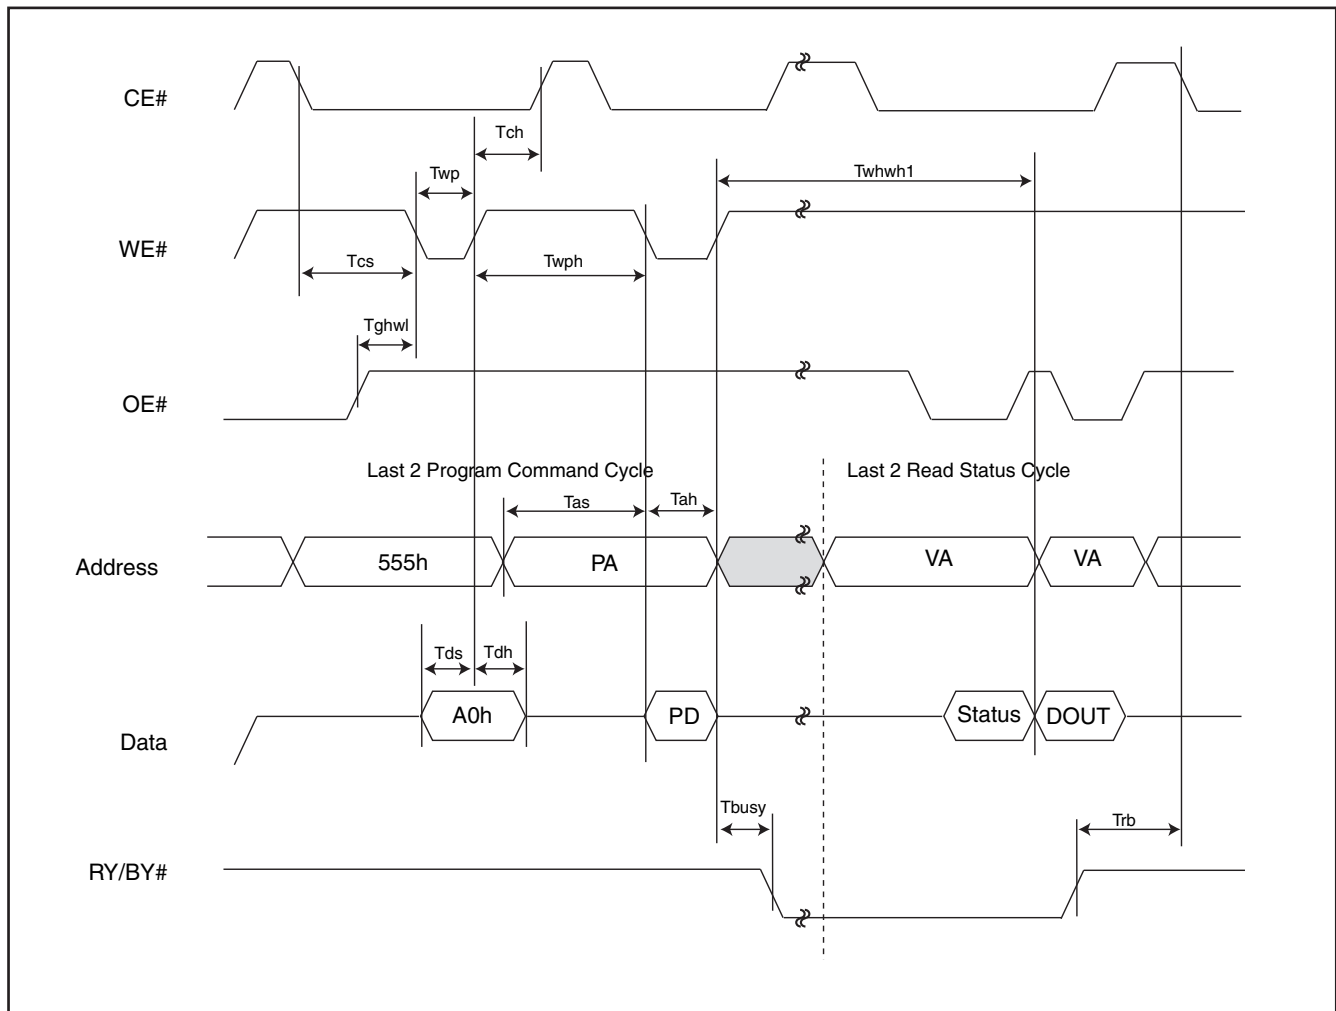 CE#
Tch
Twp
Twhwh1
WE#
Tcs
Twph
Tghwl
OE#
Last 2 Program Command Cycle
Last 2 Read Status Cycle
Tas
Tah
Address
555h
PA
VA
VA
Tds
Tdh
Data
A0h
PD
Status
DOUT
Tbusy
Trb
RY/BY#